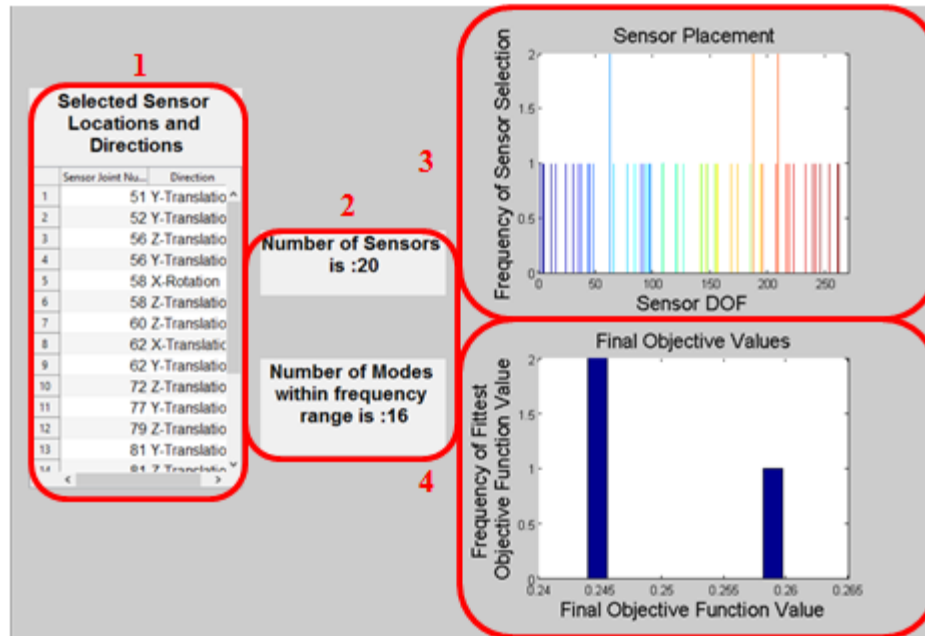 1
Selected Sensor
Locations and
Directions
Sensor Joint Nu... Direction
1 51 Y-Translatio
2 52 Y-Translatio
3 56 Z-Translatio
4 56 Y-Translatio
5 58 X-Rotation
6 58 Z-Translatio
7 60 Z-Translatio
8 62 X-Translatic
9 62 Y-Translatio
10 72 Z-Translatio
11 77 Y-Translatio
12 79 Z-Translatio
13 81 Y-Translatio
14 81 Z-Translatio
2
Number of Sensors
is :20
Number of Modes
within frequency
range is :16
3
Sensor Placement
Frequency of Sensor Selection
2
1.5
1
0.5
0
0 50 100 150 200 250
Sensor DOF
4
Final Objective Values
Frequency of Fittest
Objective Function Value
2
1.5
1
0.5
0
0.24 0.245 0.25 0.255 0.26 0.265
Final Objective Function Value